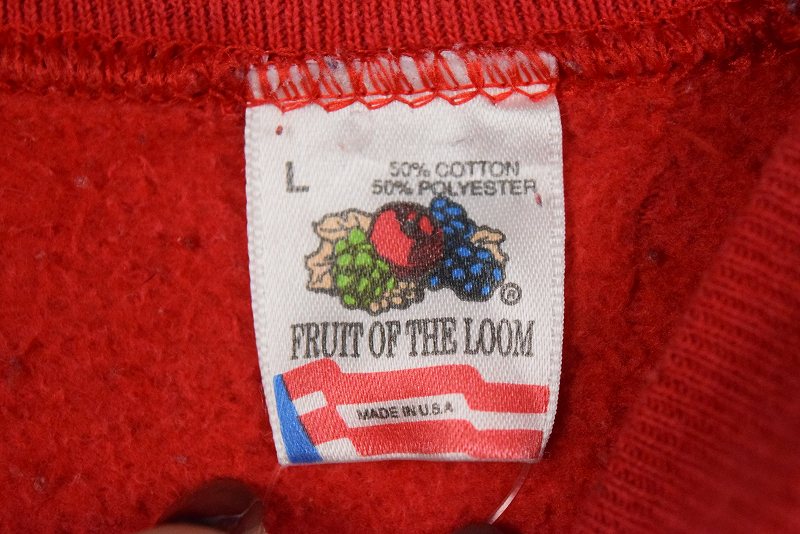 L
50% COTTON
50% POLYESTER
®
FRUIT OF THE LOOM
MADE IN U.S.A